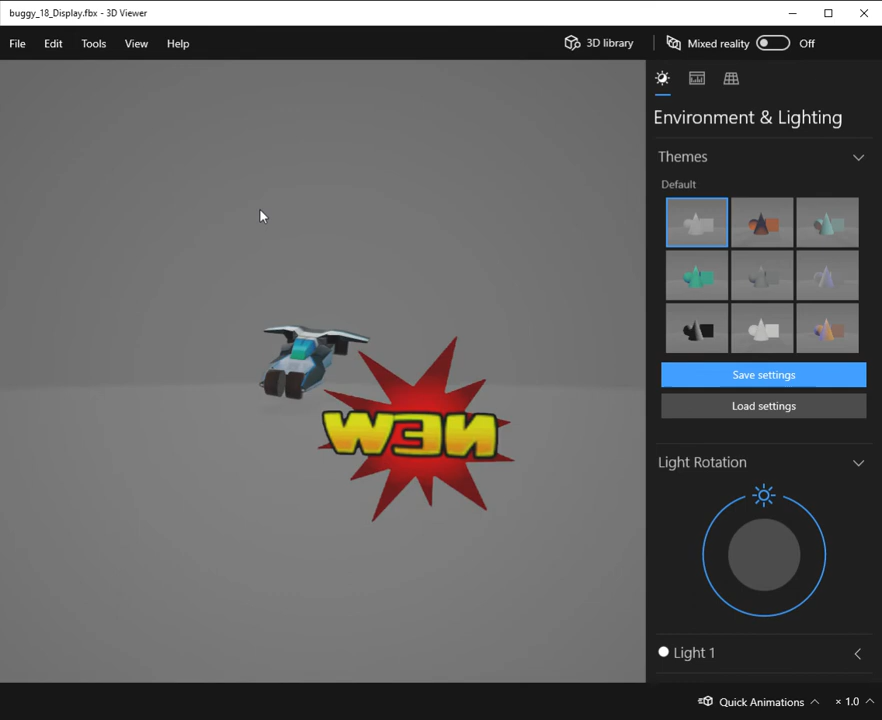 buggy_18_Display.fbx - 3D Viewer
File Edit Tools View Help 3D library Mixed reality Off
Environment & Lighting
Themes
Default
Save settings
Load settings
NEW
Light Rotation
Light 1
Quick Animations × 1.0